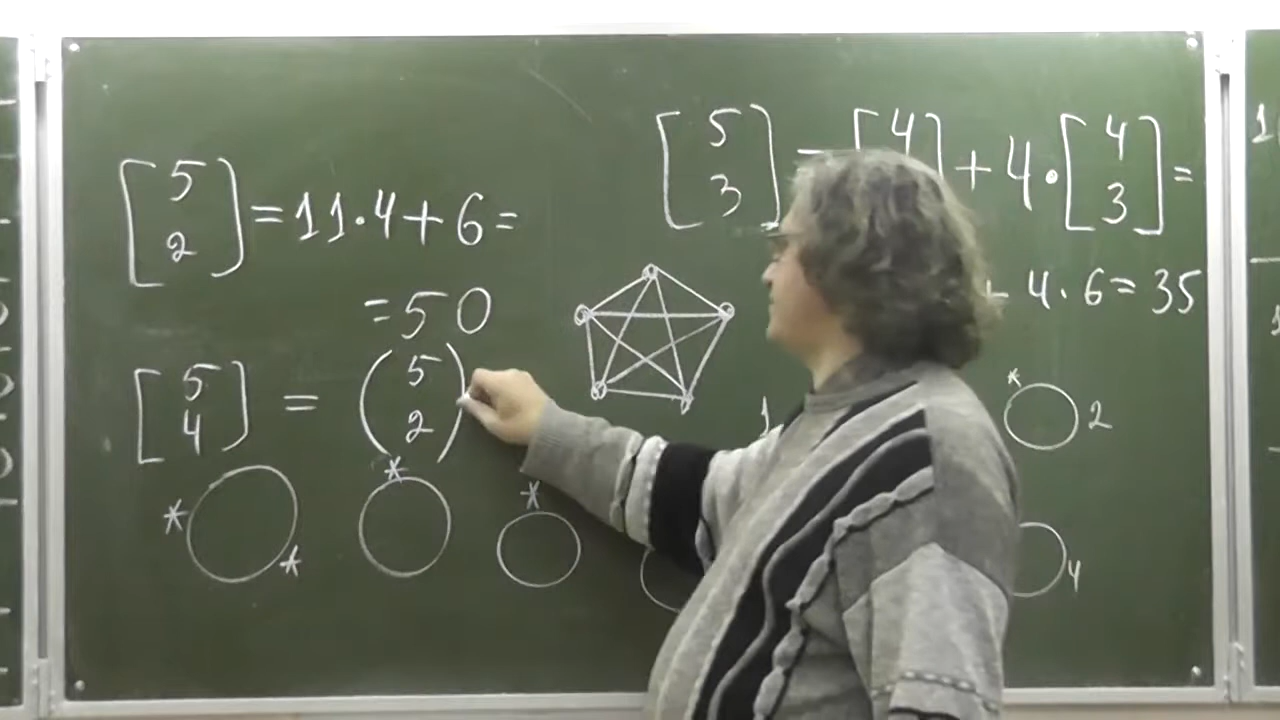 [5 2] = 11·4+6=
=50
[5 4] = (5 2)
* * * *
[5 3] = [4 + 4·[4 3] =
+ 4·6=35
1 * 2
4